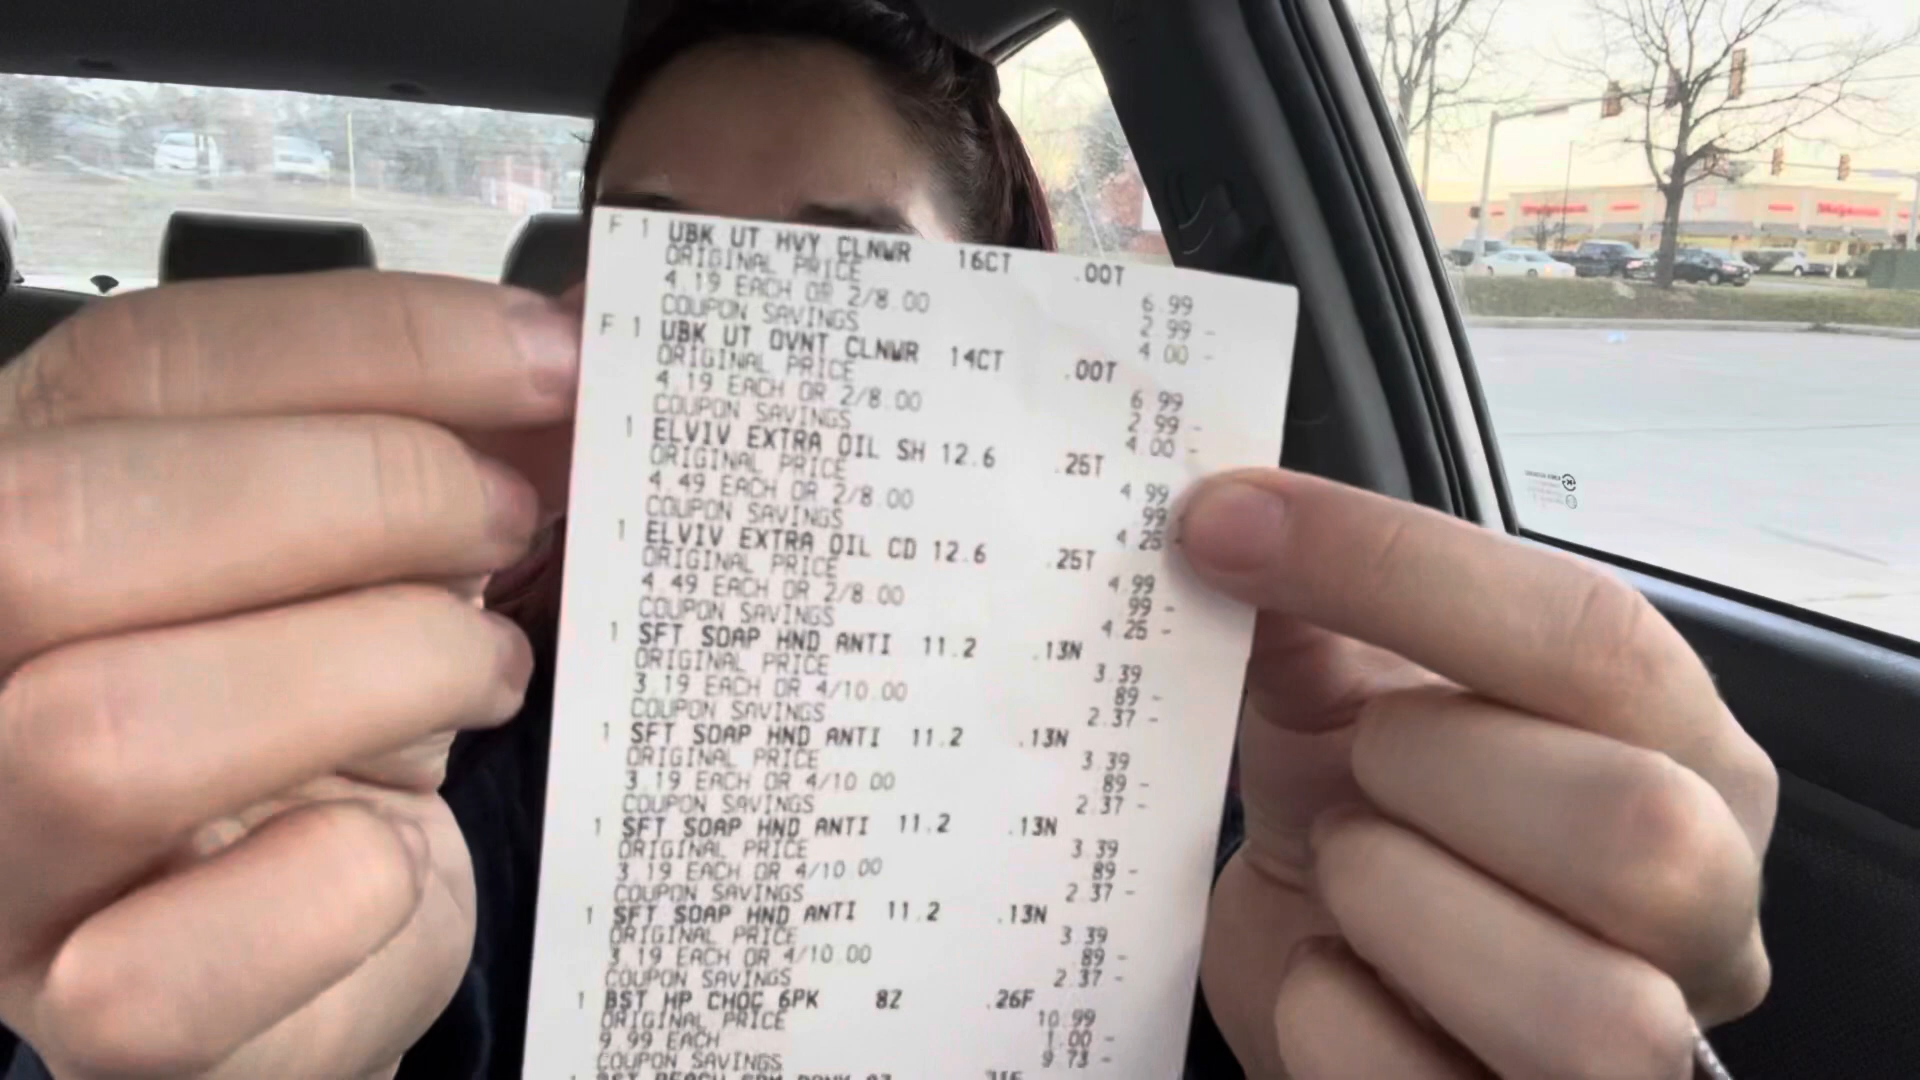 F 1 UBK UT HVY CLNWR 16CT .00T
ORIGINAL PRICE 6.99
4.19 EACH OR 2/8.00 2.99 -
COUPON SAVINGS 4.00 -
F 1 UBK UT OVNT CLNWR 14CT .00T
ORIGINAL PRICE 6.99
4.19 EACH OR 2/8.00 2.99 -
COUPON SAVINGS 4.00 -
1 ELVIV EXTRA OIL SH 12.6 .25T
ORIGINAL PRICE 4.99
4.49 EACH OR 2/8.00 .99 -
COUPON SAVINGS 4.25 -
1 ELVIV EXTRA OIL CD 12.6 .25T
ORIGINAL PRICE 4.99
4.49 EACH OR 2/8.00 .99 -
COUPON SAVINGS 4.25 -
1 SFT SOAP HND ANTI 11.2 .13N
ORIGINAL PRICE 3.39
3.19 EACH OR 4/10.00 .89 -
COUPON SAVINGS 2.37 -
1 SFT SOAP HND ANTI 11.2 .13N
ORIGINAL PRICE 3.39
3.19 EACH OR 4/10.00 .89 -
COUPON SAVINGS 2.37 -
1 SFT SOAP HND ANTI 11.2 .13N
ORIGINAL PRICE 3.39
3.19 EACH OR 4/10.00 .89 -
COUPON SAVINGS 2.37 -
1 SFT SOAP HND ANTI 11.2 .13N
ORIGINAL PRICE 3.39
3.19 EACH OR 4/10.00 .89 -
COUPON SAVINGS 2.37 -
1 BST HP CHOC 6PK 8Z .26F
ORIGINAL PRICE 10.99
9.99 EACH 1.00 -
COUPON SAVINGS 9.73 -